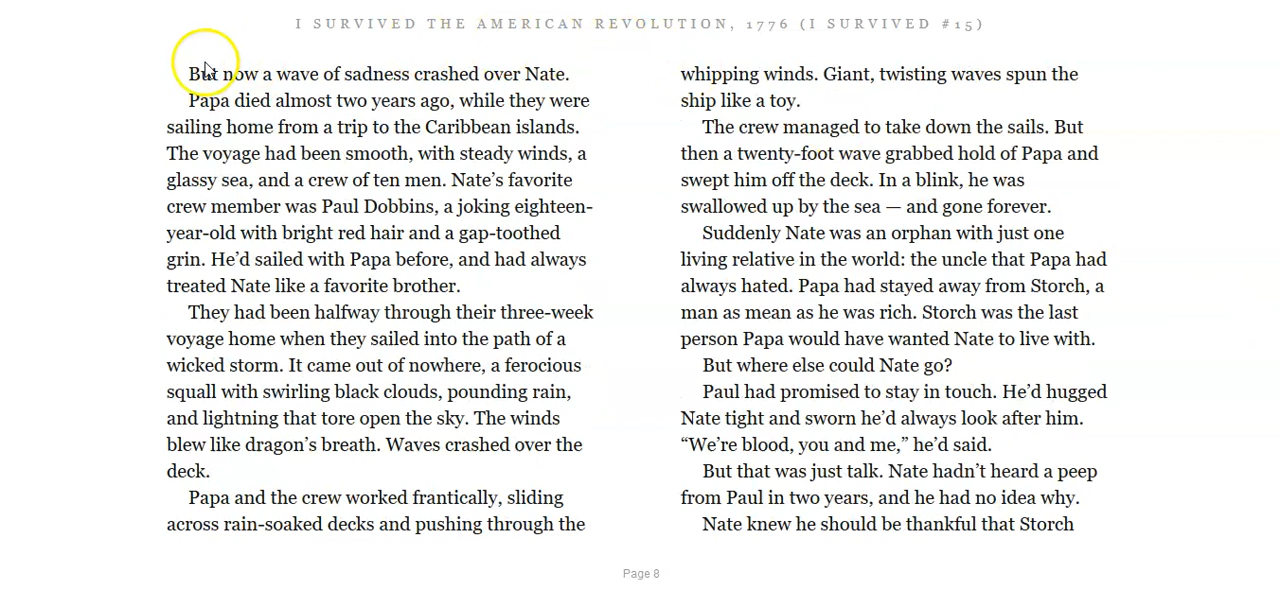 I SURVIVED THE AMERICAN REVOLUTION, 1776 (I SURVIVED #15)
But now a wave of sadness crashed over Nate.
Papa died almost two years ago, while they were
sailing home from a trip to the Caribbean islands.
The voyage had been smooth, with steady winds, a
glassy sea, and a crew of ten men. Nate’s favorite
crew member was Paul Dobbins, a joking eighteen-
year-old with bright red hair and a gap-toothed
grin. He’d sailed with Papa before, and had always
treated Nate like a favorite brother.
They had been halfway through their three-week
voyage home when they sailed into the path of a
wicked storm. It came out of nowhere, a ferocious
squall with swirling black clouds, pounding rain,
and lightning that tore open the sky. The winds
blew like dragon’s breath. Waves crashed over the
deck.
Papa and the crew worked frantically, sliding
across rain-soaked decks and pushing through the
whipping winds. Giant, twisting waves spun the
ship like a toy.
The crew managed to take down the sails. But
then a twenty-foot wave grabbed hold of Papa and
swept him off the deck. In a blink, he was
swallowed up by the sea — and gone forever.
Suddenly Nate was an orphan with just one
living relative in the world: the uncle that Papa had
always hated. Papa had stayed away from Storch, a
man as mean as he was rich. Storch was the last
person Papa would have wanted Nate to live with.
But where else could Nate go?
Paul had promised to stay in touch. He’d hugged
Nate tight and sworn he’d always look after him.
“We’re blood, you and me,” he’d said.
But that was just talk. Nate hadn’t heard a peep
from Paul in two years, and he had no idea why.
Nate knew he should be thankful that Storch
Page 8